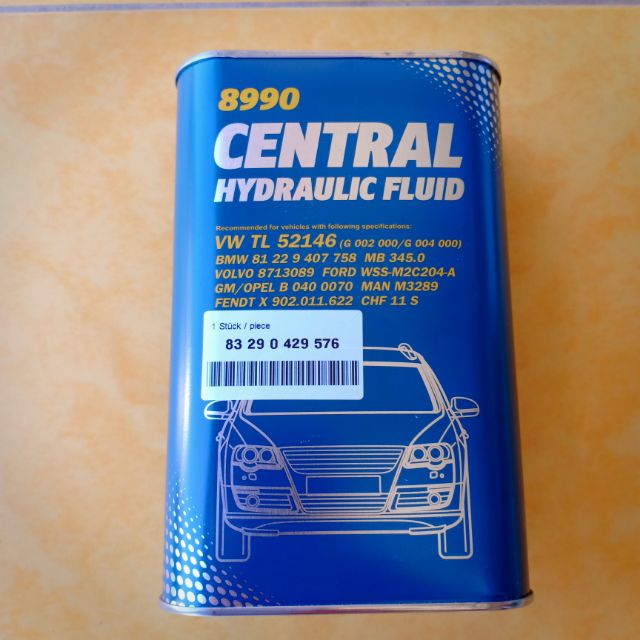 8990
CENTRAL
HYDRAULIC FLUID
Recommended for vehicles with following specifications:
VW TL 52146 (G 002 000/G 004 000)
BMW 81 22 9 407 758 MB 345.0
VOLVO 8713089 FORD WSS-M2C204-A
GM/OPEL B 040 0070 MAN M3289
FENDT X 902.011.622 CHF 11 S
1 Stück / piece
83 29 0 429 576